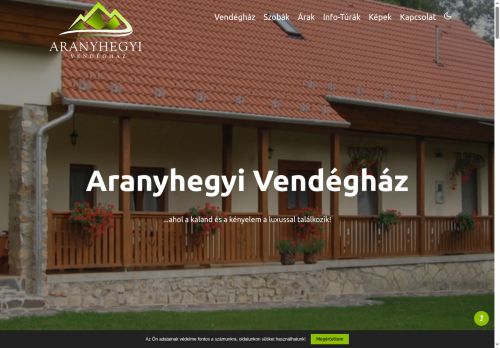 Vendégház Szobák Árak Info-Túrák Képek Kapcsolat
ARANYHEGYI
VENDÉGHÁZ
Aranyhegyi Vendégház
...ahol a kaland és a kényelem a luxussal találkozik!
Az Ön adatainak védelme fontos a számunkra, oldalunkon sütiket használhatunk! Megértettem